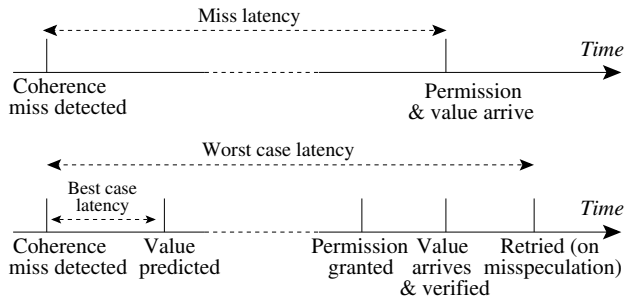 Miss latency
Time
Coherence
miss detected
Permission
& value arrive
Worst case latency
Best case
latency
Time
Coherence
miss detected
Value
predicted
Permission
granted
Value
arrives
& verified
Retried (on
misspeculation)